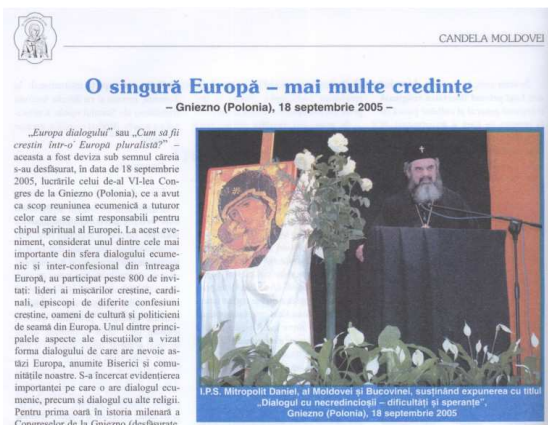 CANDELA MOLDOVEI
O singură Europă – mai multe credințe
– Gniezno (Polonia), 18 septembrie 2005 –
„Europa dialogului” sau „Cum să fii
creștin într-o Europă pluralistă?” –
aceasta a fost deviza sub semnul căreia
s-au desfășurat, în data de 18 septembrie
2005, lucrările celui de-al VI-lea Con-
gres de la Gniezno (Polonia), ce a avut
ca scop reuniunea ecumenică a tuturor
celor care se simt responsabili pentru
chipul spiritual al Europei. La acest eve-
niment, considerat unul dintre cele mai
importante din sfera dialogului ecume-
nic și inter-confesional din întreaga
Europă, au participat peste 800 de invi-
tați: lideri ai mișcărilor creștine, cardi-
nali, episcopi de diferite confesiuni
creștine, oameni de cultură și politicieni
de seamă din Europa. Unul dintre princi-
palele aspecte ale discuțiilor a vizat
forma dialogului de care are nevoie as-
tăzi Europa, anumite Biserici și comu-
nitățile noastre. S-a încercat evidențierea
importanței pe care o are dialogul ecu-
menic, precum și dialogul cu alte religii.
Pentru prima oară în istoria milenară a
Congreselor de la Gniezno (desfășurate
I.P.S. Mitropolit Daniel, al Moldovei și Bucovinei, susținând expunerea cu titlul
„Dialogul cu necredincioșii – dificultăți și speranțe”,
Gniezno (Polonia), 18 septembrie 2005